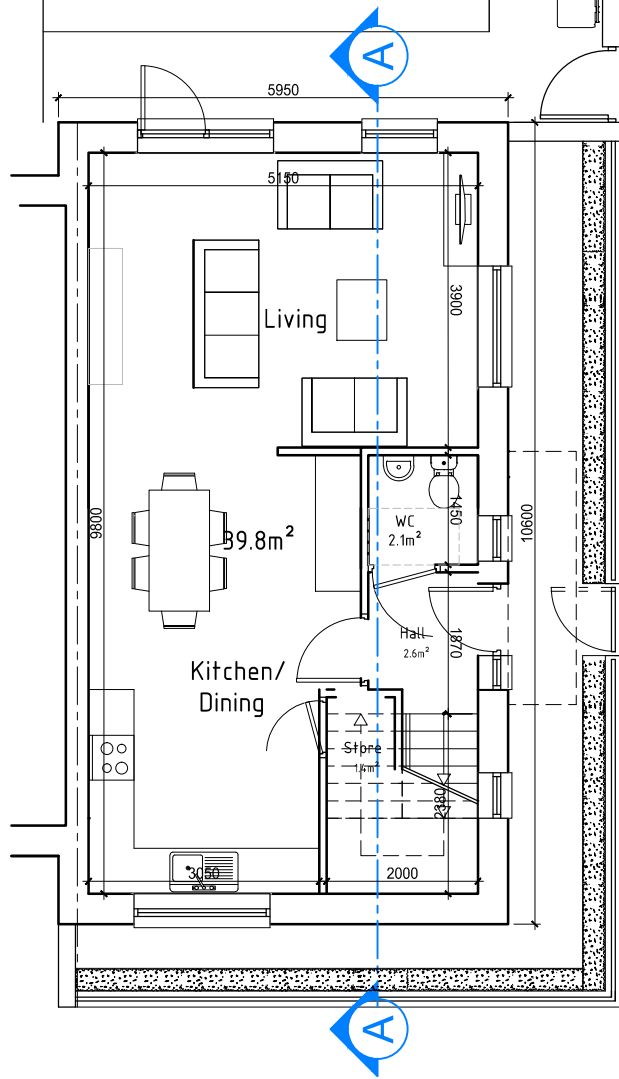 A
5950
5150
Living
3900
9800
39.8m²
WC
2.1m²
1450
10600
Hall
2.6m²
1870
Kitchen/
Dining
Store
1.4m²
2380
3050
2000
A